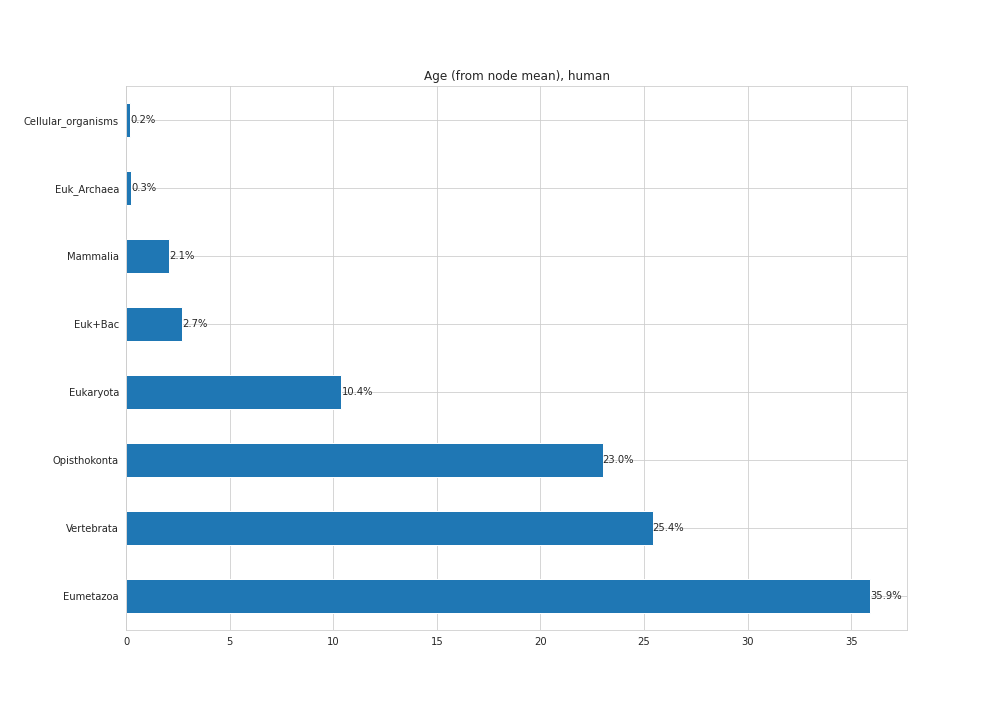 Age (from node mean), human
Cellular_organisms 0.2%
Euk_Archaea 0.3%
Mammalia 2.1%
Euk+Bac 2.7%
Eukaryota 10.4%
Opisthokonta 23.0%
Vertebrata 25.4%
Eumetazoa 35.9%
0 5 10 15 20 25 30 35